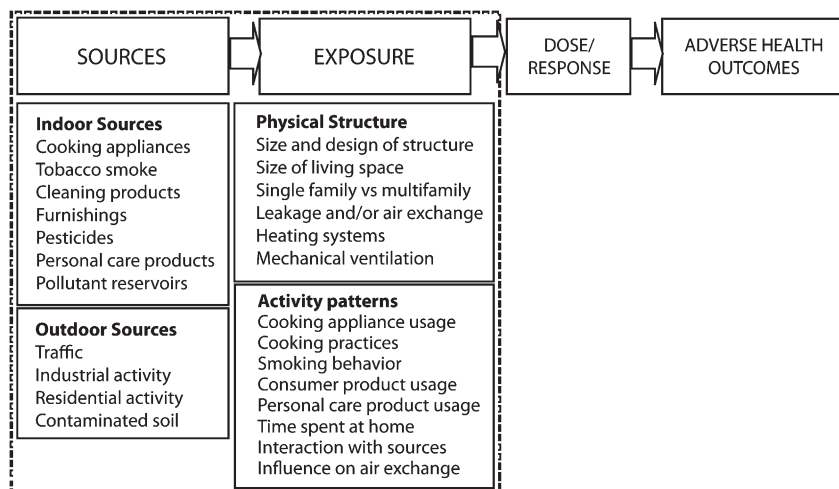 SOURCES
EXPOSURE
DOSE/
RESPONSE
ADVERSE HEALTH
OUTCOMES
Indoor Sources
Cooking appliances
Tobacco smoke
Cleaning products
Furnishings
Pesticides
Personal care products
Pollutant reservoirs
Outdoor Sources
Traffic
Industrial activity
Residential activity
Contaminated soil
Physical Structure
Size and design of structure
Size of living space
Single family vs multifamily
Leakage and/or air exchange
Heating systems
Mechanical ventilation
Activity patterns
Cooking appliance usage
Cooking practices
Smoking behavior
Consumer product usage
Personal care product usage
Time spent at home
Interaction with sources
Influence on air exchange